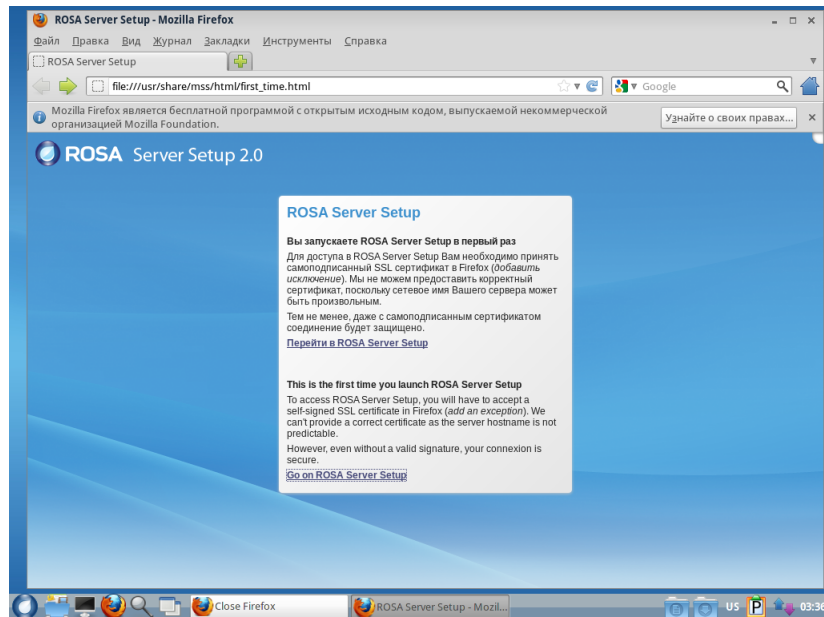 ROSA Server Setup - Mozilla Firefox
Файл Правка Вид Журнал Закладки Инструменты Справка
ROSA Server Setup
file:///usr/share/mss/html/first_time.html
Google
Mozilla Firefox является бесплатной программой с открытым исходным кодом, выпускаемой некоммерческой
организацией Mozilla Foundation.
Узнайте о своих правах...
ROSA Server Setup 2.0
ROSA Server Setup
Вы запускаете ROSA Server Setup в первый раз
Для доступа в ROSA Server Setup Вам необходимо принять
самоподписанный SSL сертификат в Firefox (добавить
исключение). Мы не можем предоставить корректный
сертификат, поскольку сетевое имя Вашего сервера может
быть произвольным.
Тем не менее, даже с самоподписанным сертификатом
соединение будет защищено.
Перейти в ROSA Server Setup
This is the first time you launch ROSA Server Setup
To access ROSA Server Setup, you will have to accept a
self-signed SSL certificate in Firefox (add an exception). We
can't provide a correct certificate as the server hostname is not
predictable.
However, even without a valid signature, your connexion is
secure.
Go on ROSA Server Setup
Close Firefox
ROSA Server Setup - Mozil...
US
P
03:36